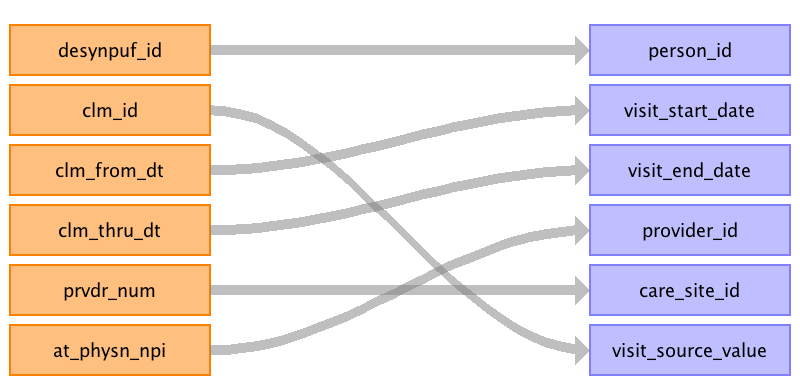 desynpuf_id
person_id
clm_id
visit_start_date
clm_from_dt
visit_end_date
clm_thru_dt
provider_id
prvdr_num
care_site_id
at_physn_npi
visit_source_value